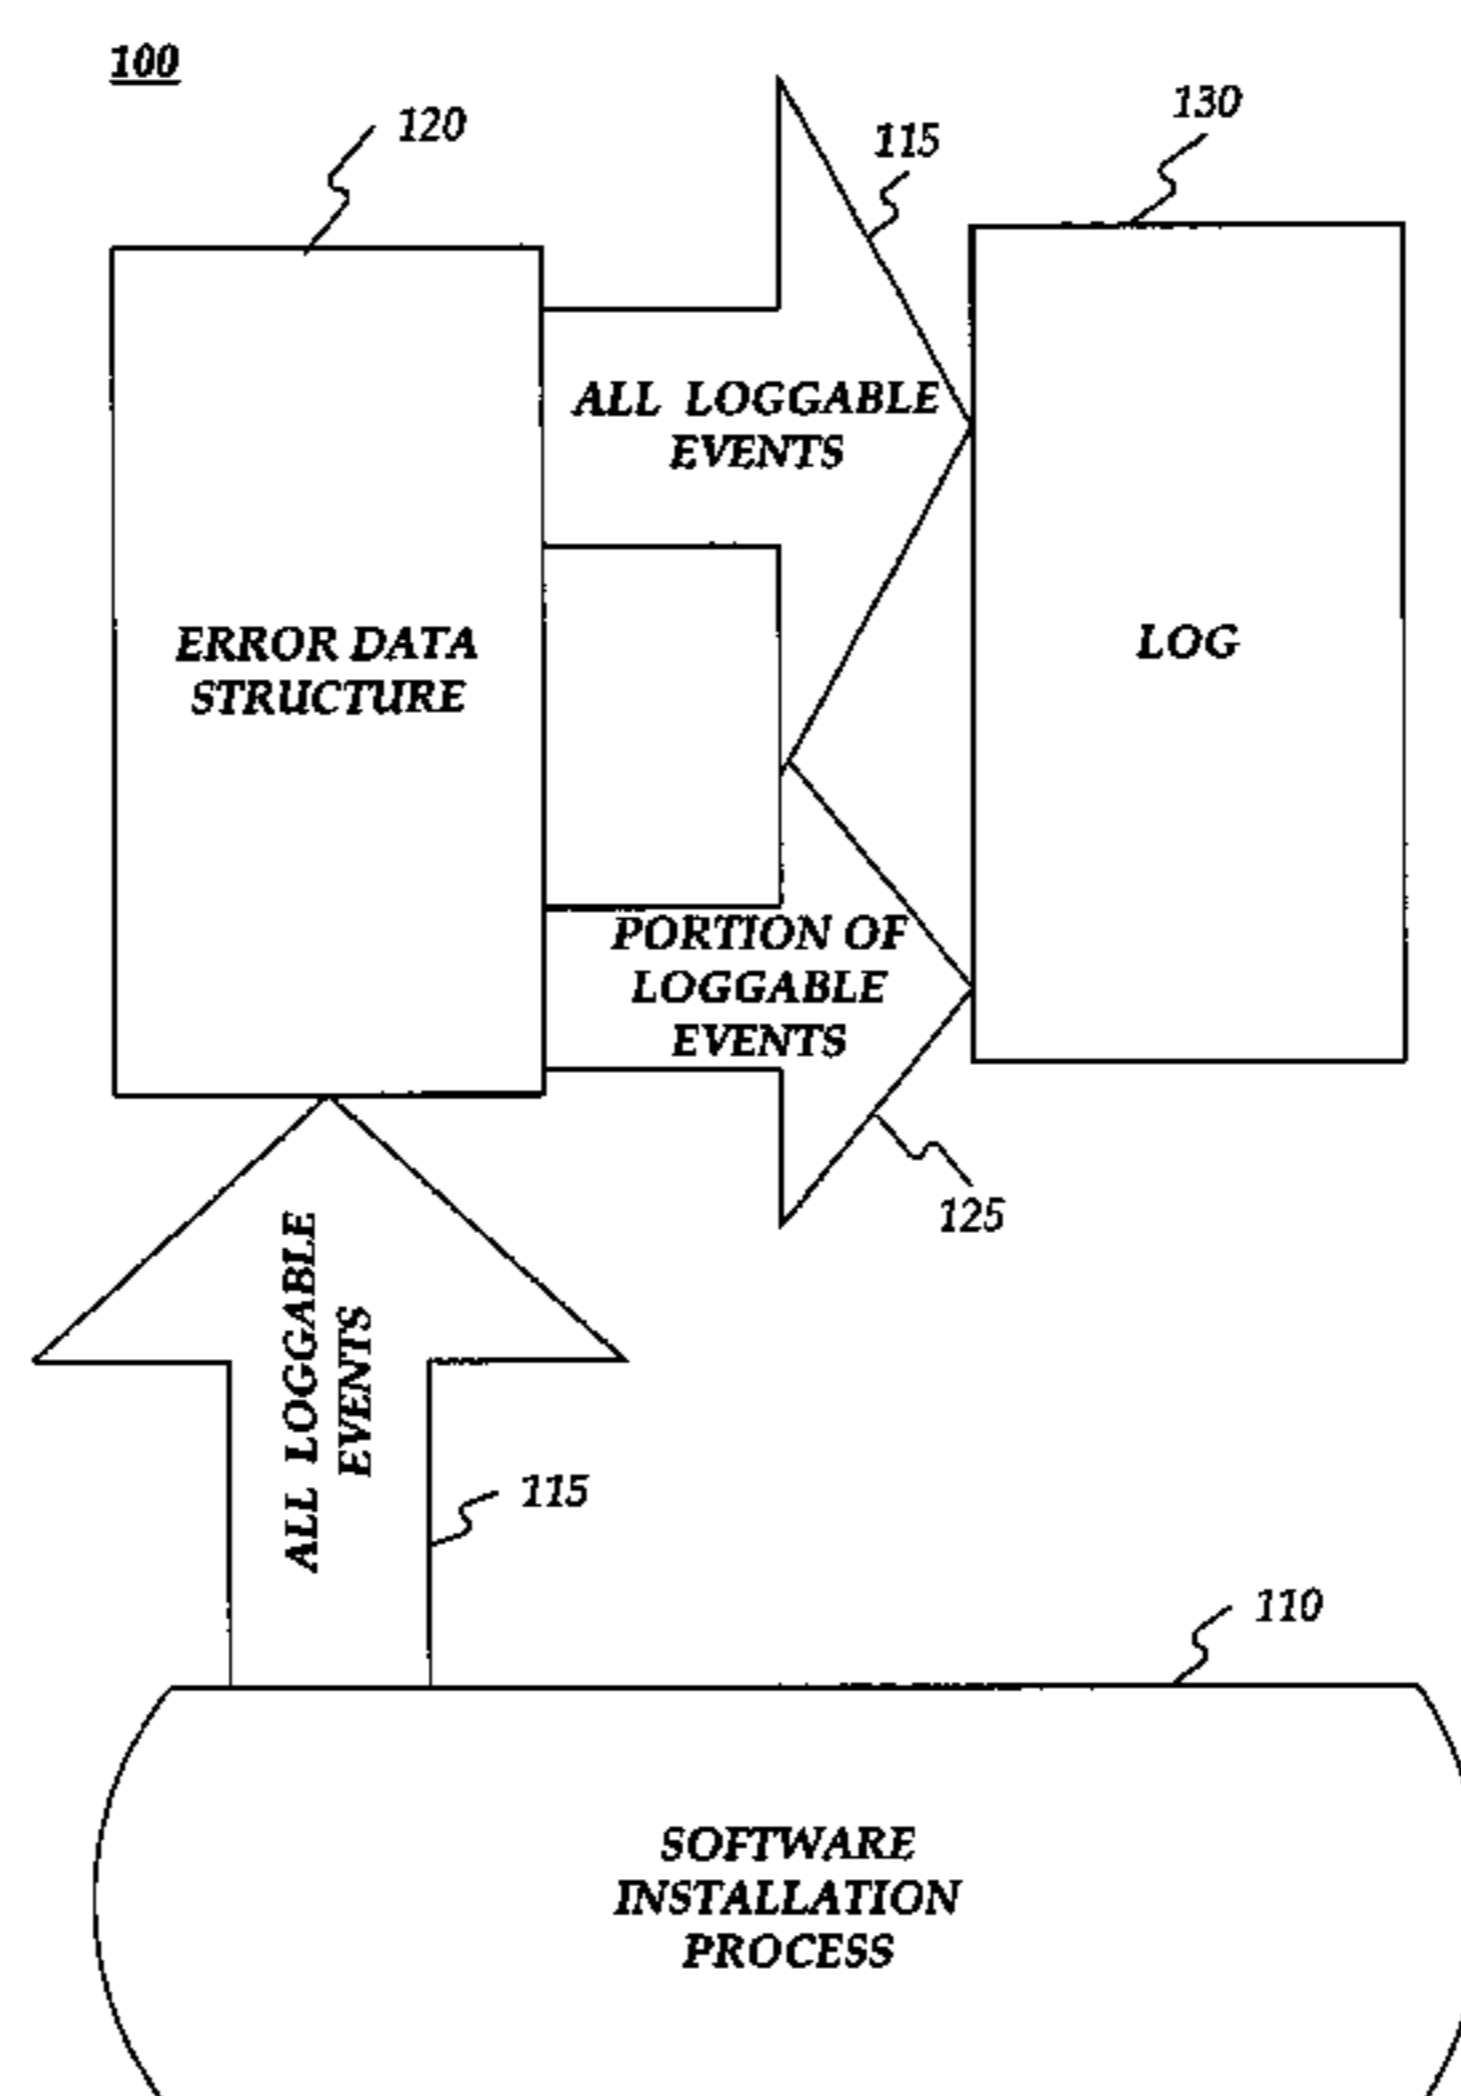 100
120
115
130
ALL LOGGABLE
EVENTS
ERROR DATA
STRUCTURE
LOG
PORTION OF
LOGGABLE
EVENTS
125
ALL LOGGABLE
EVENTS
115
110
SOFTWARE
INSTALLATION
PROCESS